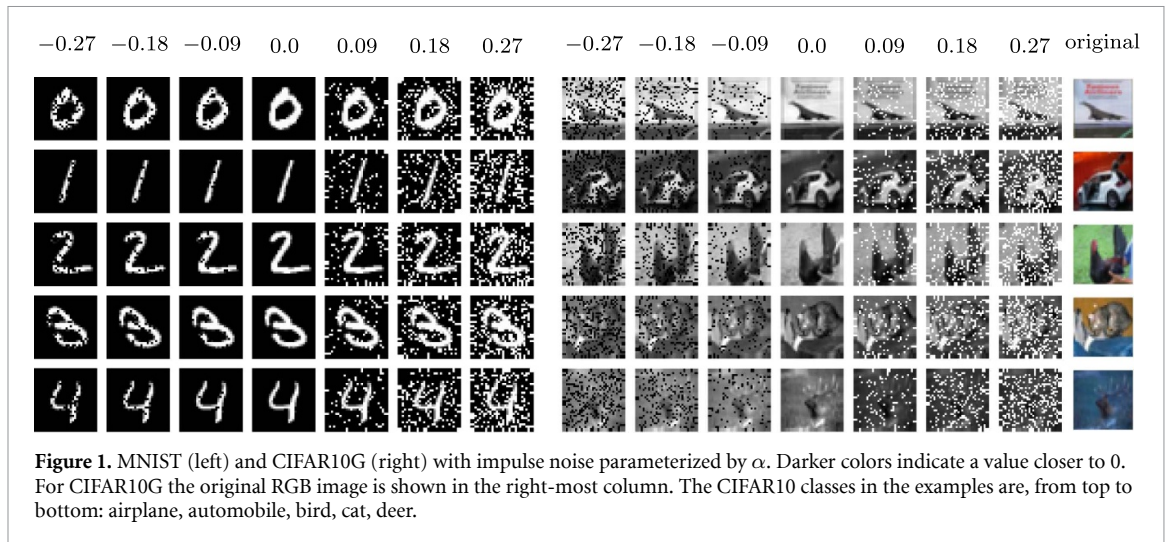 −0.27 −0.18 −0.09 0.0 0.09 0.18 0.27 −0.27 −0.18 −0.09 0.0 0.09 0.18 0.27 original
Figure 1. MNIST (left) and CIFAR10G (right) with impulse noise parameterized by α. Darker colors indicate a value closer to 0.
For CIFAR10G the original RGB image is shown in the right-most column. The CIFAR10 classes in the examples are, from top to
bottom: airplane, automobile, bird, cat, deer.